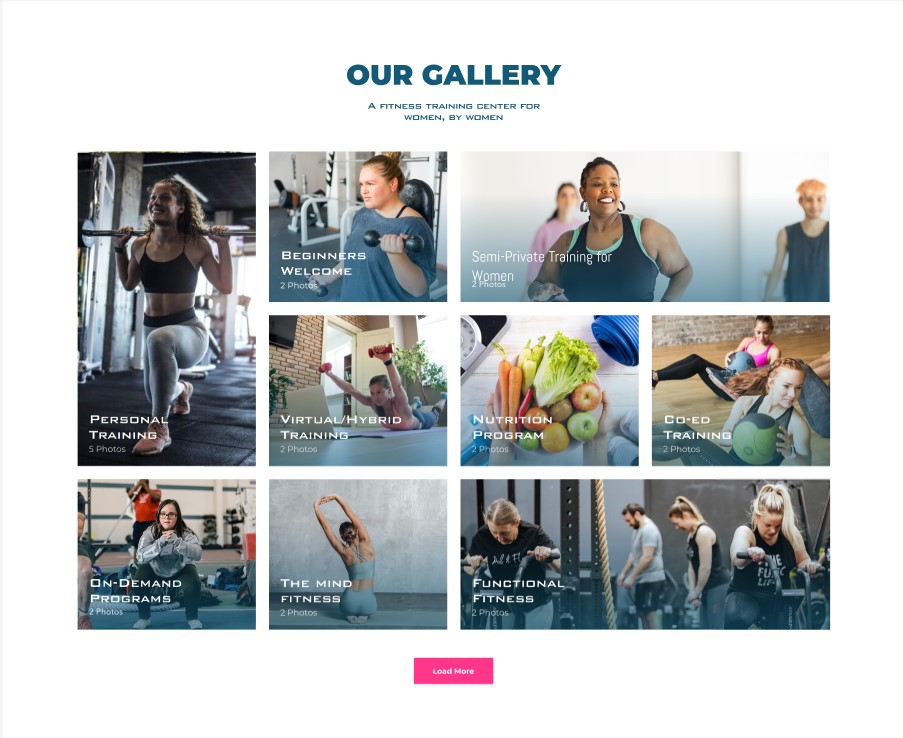 OUR GALLERY
A FITNESS TRAINING CENTER FOR
WOMEN, BY WOMEN
BEGINNERS
WELCOME
2 Photos
Semi-Private Training for
Women
2 Photos
PERSONAL
TRAINING
5 Photos
VIRTUAL/HYBRID
TRAINING
2 Photos
NUTRITION
PROGRAM
2 Photos
CO-ED
TRAINING
2 Photos
ON-DEMAND
PROGRAMS
2 Photos
THE MIND
FITNESS
2 Photos
FUNCTIONAL
FITNESS
2 Photos
Load More